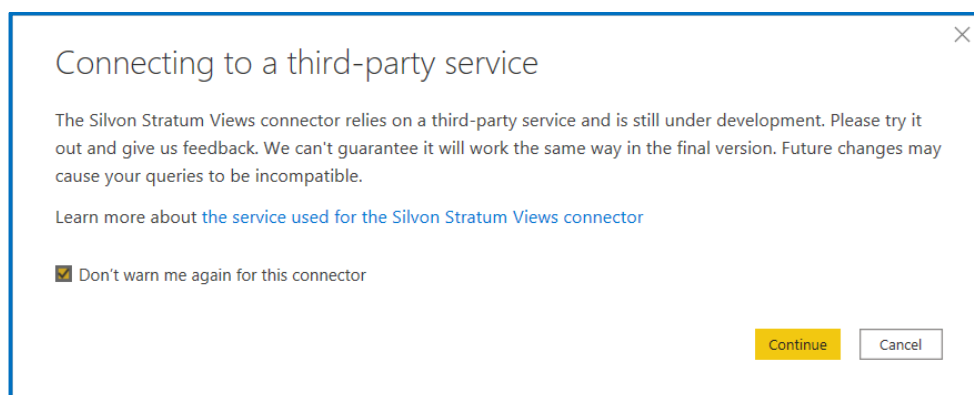 Connecting to a third-party service
The Silvon Stratum Views connector relies on a third-party service and is still under development. Please try it
out and give us feedback. We can't guarantee it will work the same way in the final version. Future changes may
cause your queries to be incompatible.
Learn more about the service used for the Silvon Stratum Views connector
Don't warn me again for this connector
Continue Cancel